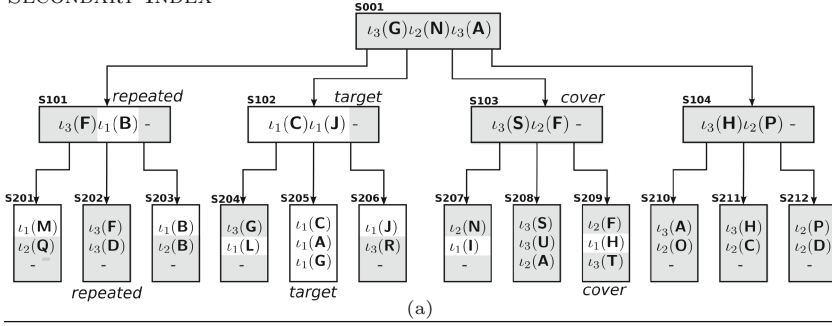 SECONDARY INDEX
S001
ι₃(G)ι₂(N)ι₃(A)
S101 repeated S102 target S103 cover S104
ι₃(F)ι₁(B) - ι₁(C)ι₁(J) - ι₃(S)ι₂(F) - ι₃(H)ι₂(P) -
S201 S202 S203 S204 S205 S206 S207 S208 S209 S210 S211 S212
ι₁(M) ι₃(F) ι₁(B) ι₃(G) ι₁(C) ι₁(J) ι₂(N) ι₃(S) ι₂(F) ι₃(A) ι₃(H) ι₂(P)
ι₂(Q) ι₃(D) ι₂(B) ι₁(L) ι₁(A) ι₃(R) ι₁(I) ι₃(U) ι₁(H) ι₂(O) ι₂(C) ι₂(D)
- - - - ι₁(G) - - ι₂(A) ι₃(T) - - -
repeated target cover
(a)